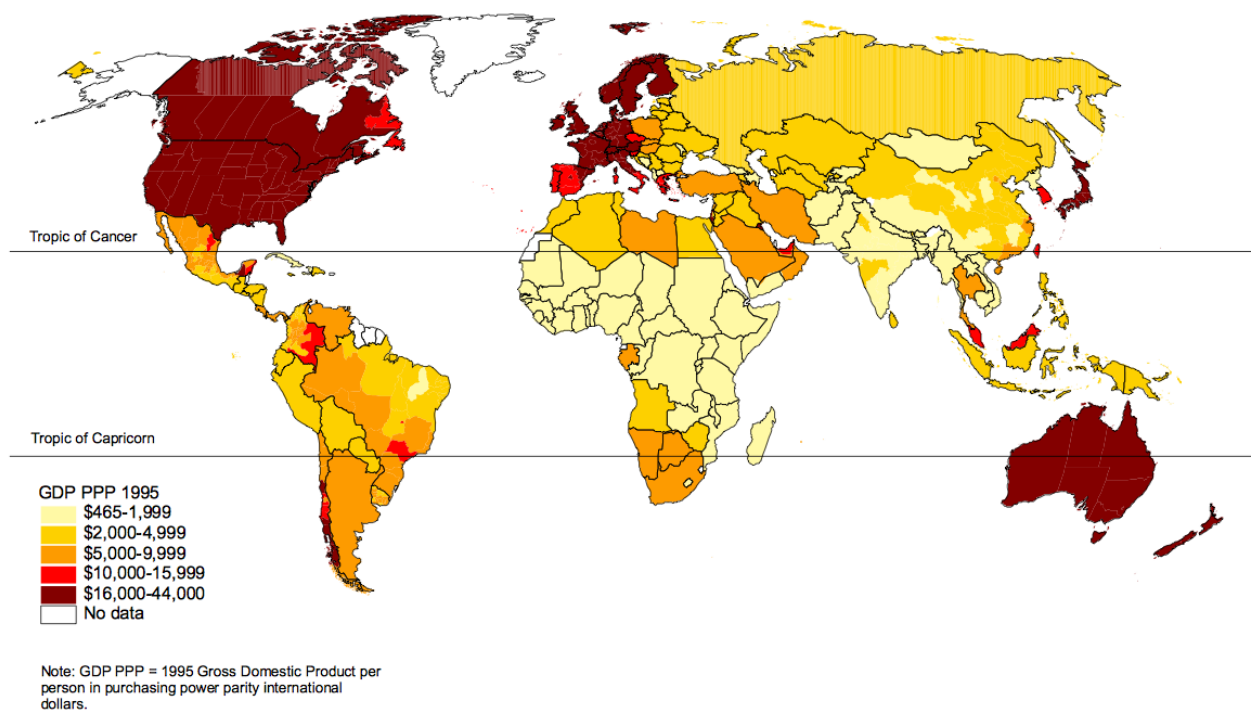 Tropic of Cancer
Tropic of Capricorn
GDP PPP 1995
$465-1,999
$2,000-4,999
$5,000-9,999
$10,000-15,999
$16,000-44,000
No data
Note: GDP PPP = 1995 Gross Domestic Product per
person in purchasing power parity international
dollars.